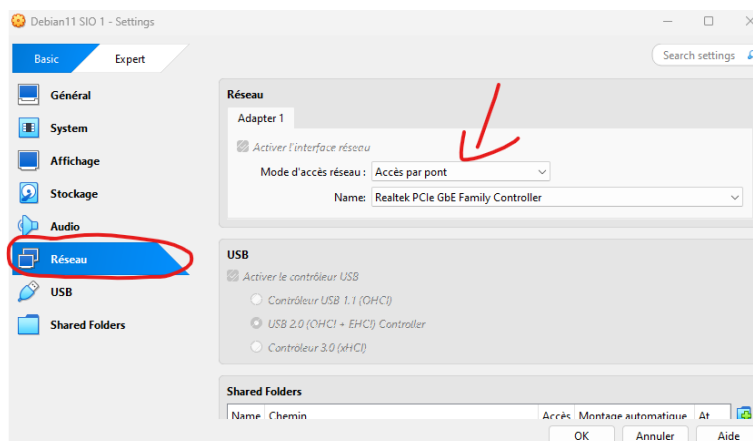 Debian11 SIO 1 - Settings
Basic Expert Search settings
Général
System
Affichage
Stockage
Audio
Réseau
USB
Shared Folders
Réseau
Adapter 1
Activer l'interface réseau
Mode d'accès réseau : Accès par pont
Name: Realtek PCIe GbE Family Controller
USB
Activer le contrôleur USB
Contrôleur USB 1.1 (OHCI)
USB 2.0 (OHCI + EHCI) Controller
Contrôleur 3.0 (xHCI)
Shared Folders
Name Chemin Accès Montage automatique At
OK Annuler Aide